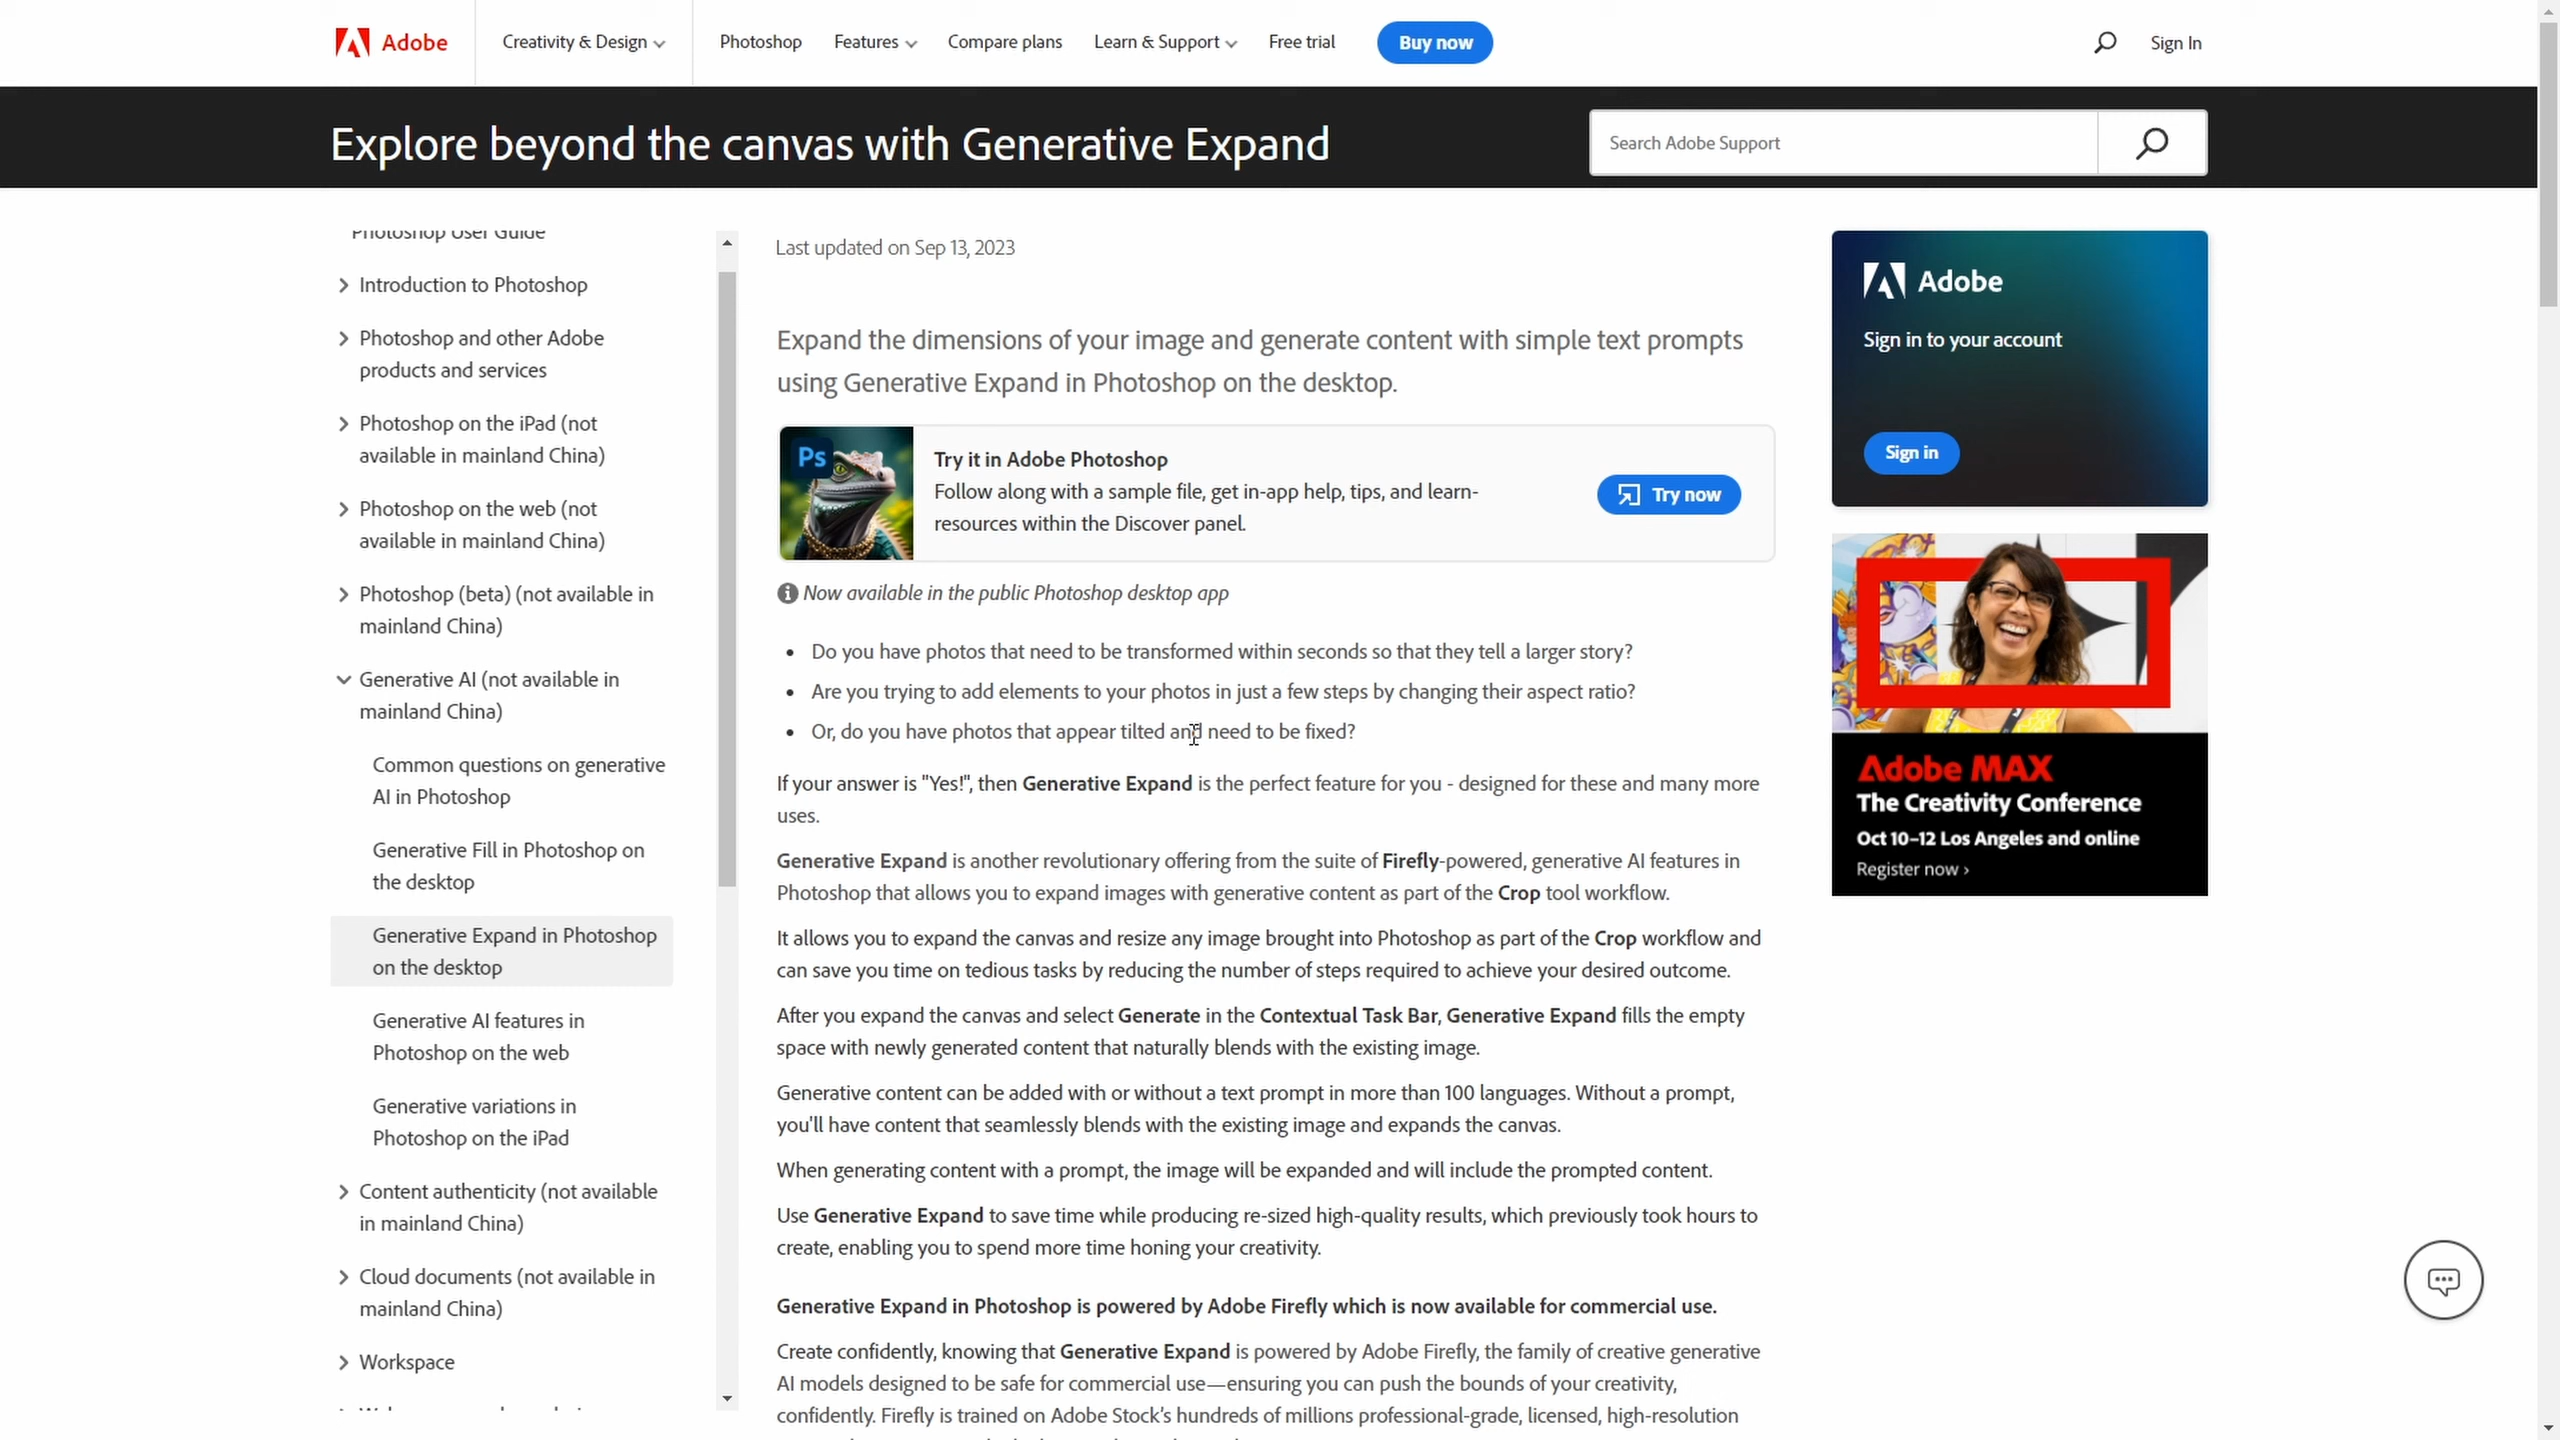 Adobe
Creativity & Design
Photoshop
Features
Compare plans
Learn & Support
Free trial
Buy now
Sign In
Explore beyond the canvas with Generative Expand
Search Adobe Support
Photoshop User Guide
Introduction to Photoshop
Photoshop and other Adobe
products and services
Photoshop on the iPad (not
available in mainland China)
Photoshop on the web (not
available in mainland China)
Photoshop (beta) (not available in
mainland China)
Generative AI (not available in
mainland China)
Common questions on generative
AI in Photoshop
Generative Fill in Photoshop on
the desktop
Generative Expand in Photoshop
on the desktop
Generative AI features in
Photoshop on the web
Generative variations in
Photoshop on the iPad
Content authenticity (not available
in mainland China)
Cloud documents (not available in
mainland China)
Workspace
Last updated on Sep 13, 2023
Expand the dimensions of your image and generate content with simple text prompts
using Generative Expand in Photoshop on the desktop.
Ps
Try it in Adobe Photoshop
Follow along with a sample file, get in-app help, tips, and learn-
resources within the Discover panel.
Try now
Now available in the public Photoshop desktop app
• Do you have photos that need to be transformed within seconds so that they tell a larger story?
• Are you trying to add elements to your photos in just a few steps by changing their aspect ratio?
• Or, do you have photos that appear tilted and need to be fixed?
If your answer is "Yes!", then Generative Expand is the perfect feature for you - designed for these and many more
uses.
Generative Expand is another revolutionary offering from the suite of Firefly-powered, generative AI features in
Photoshop that allows you to expand images with generative content as part of the Crop tool workflow.
It allows you to expand the canvas and resize any image brought into Photoshop as part of the Crop workflow and
can save you time on tedious tasks by reducing the number of steps required to achieve your desired outcome.
After you expand the canvas and select Generate in the Contextual Task Bar, Generative Expand fills the empty
space with newly generated content that naturally blends with the existing image.
Generative content can be added with or without a text prompt in more than 100 languages. Without a prompt,
you'll have content that seamlessly blends with the existing image and expands the canvas.
When generating content with a prompt, the image will be expanded and will include the prompted content.
Use Generative Expand to save time while producing re-sized high-quality results, which previously took hours to
create, enabling you to spend more time honing your creativity.
Generative Expand in Photoshop is powered by Adobe Firefly which is now available for commercial use.
Create confidently, knowing that Generative Expand is powered by Adobe Firefly, the family of creative generative
AI models designed to be safe for commercial use—ensuring you can push the bounds of your creativity,
confidently. Firefly is trained on Adobe Stock's hundreds of millions professional-grade, licensed, high-resolution
Adobe
Sign in to your account
Sign in
Adobe MAX
The Creativity Conference
Oct 10–12 Los Angeles and online
Register now ›